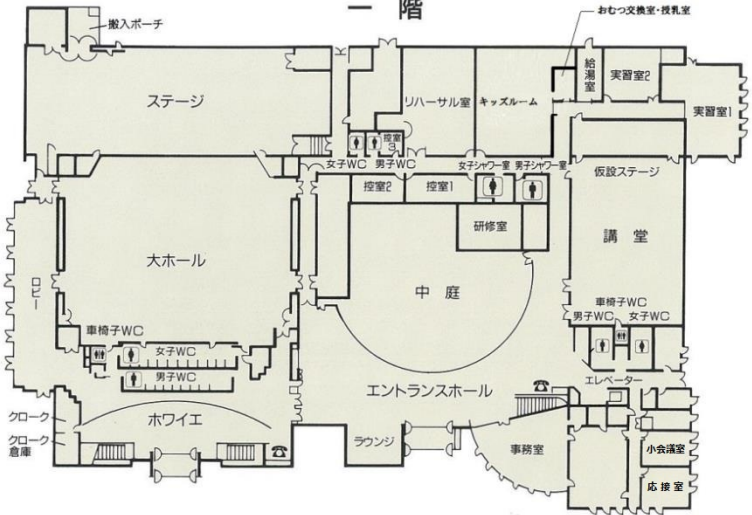 一 階
おむつ交換室・授乳室
搬入ポーチ
給湯室
実習室2
ステージ
リハーサル室
キッズルーム
実習室1
控室3
女子WC
男子WC
女子シャワー室
男子シャワー室
仮設ステージ
控室2
控室1
研修室
講堂
大ホール
ロビー
中庭
車椅子WC
男子WC
女子WC
車椅子WC
女子WC
男子WC
エレベーター
エントランスホール
クローク
ホワイエ
クローク
倉庫
ラウンジ
事務室
小会議室
応接室